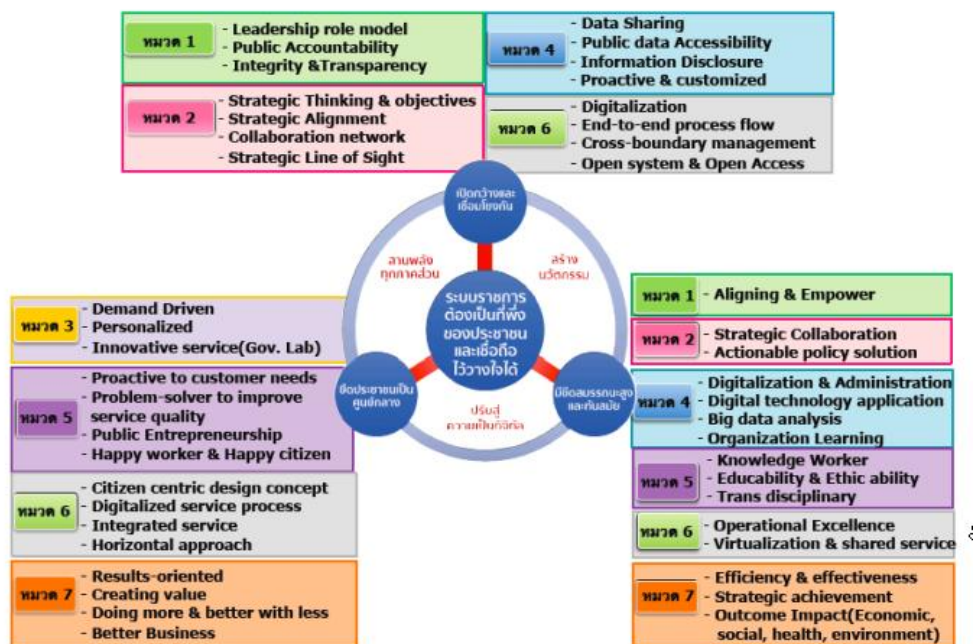 หมวด 1
- Leadership role model
- Public Accountability
- Integrity &Transparency
หมวด 2
- Strategic Thinking & objectives
- Strategic Alignment
- Collaboration network
- Strategic Line of Sight
หมวด 4
- Data Sharing
- Public data Accessibility
- Information Disclosure
- Proactive & customized
หมวด 6
- Digitalization
- End-to-end process flow
- Cross-boundary management
- Open system & Open Access
เปิดกว้างและ
เชื่อมโยงกัน
สานพลัง
ทุกภาคส่วน
สร้าง
นวัตกรรม
ระบบราชการ
ต้องเป็นที่พึ่ง
ของประชาชน
และเชื่อถือ
ไว้วางใจได้
ยึดประชาชนเป็น
ศูนย์กลาง
มีขีดสมรรถนะสูง
และทันสมัย
ปรับสู่
ความเป็นดิจิทัล
หมวด 3
- Demand Driven
- Personalized
- Innovative service(Gov. Lab)
หมวด 5
- Proactive to customer needs
- Problem-solver to improve
service quality
- Public Entrepreneurship
- Happy worker & Happy citizen
หมวด 6
- Citizen centric design concept
- Digitalized service process
- Integrated service
- Horizontal approach
หมวด 7
- Results-oriented
- Creating value
- Doing more & better with less
- Better Business
หมวด 1
- Aligning & Empower
หมวด 2
- Strategic Collaboration
- Actionable policy solution
หมวด 4
- Digitalization & Administration
- Digital technology application
- Big data analysis
- Organization Learning
หมวด 5
- Knowledge Worker
- Educability & Ethic ability
- Trans disciplinary
หมวด 6
- Operational Excellence
- Virtualization & shared service
หมวด 7
- Efficiency & effectiveness
- Strategic achievement
- Outcome Impact(Economic,
social, health, environment)